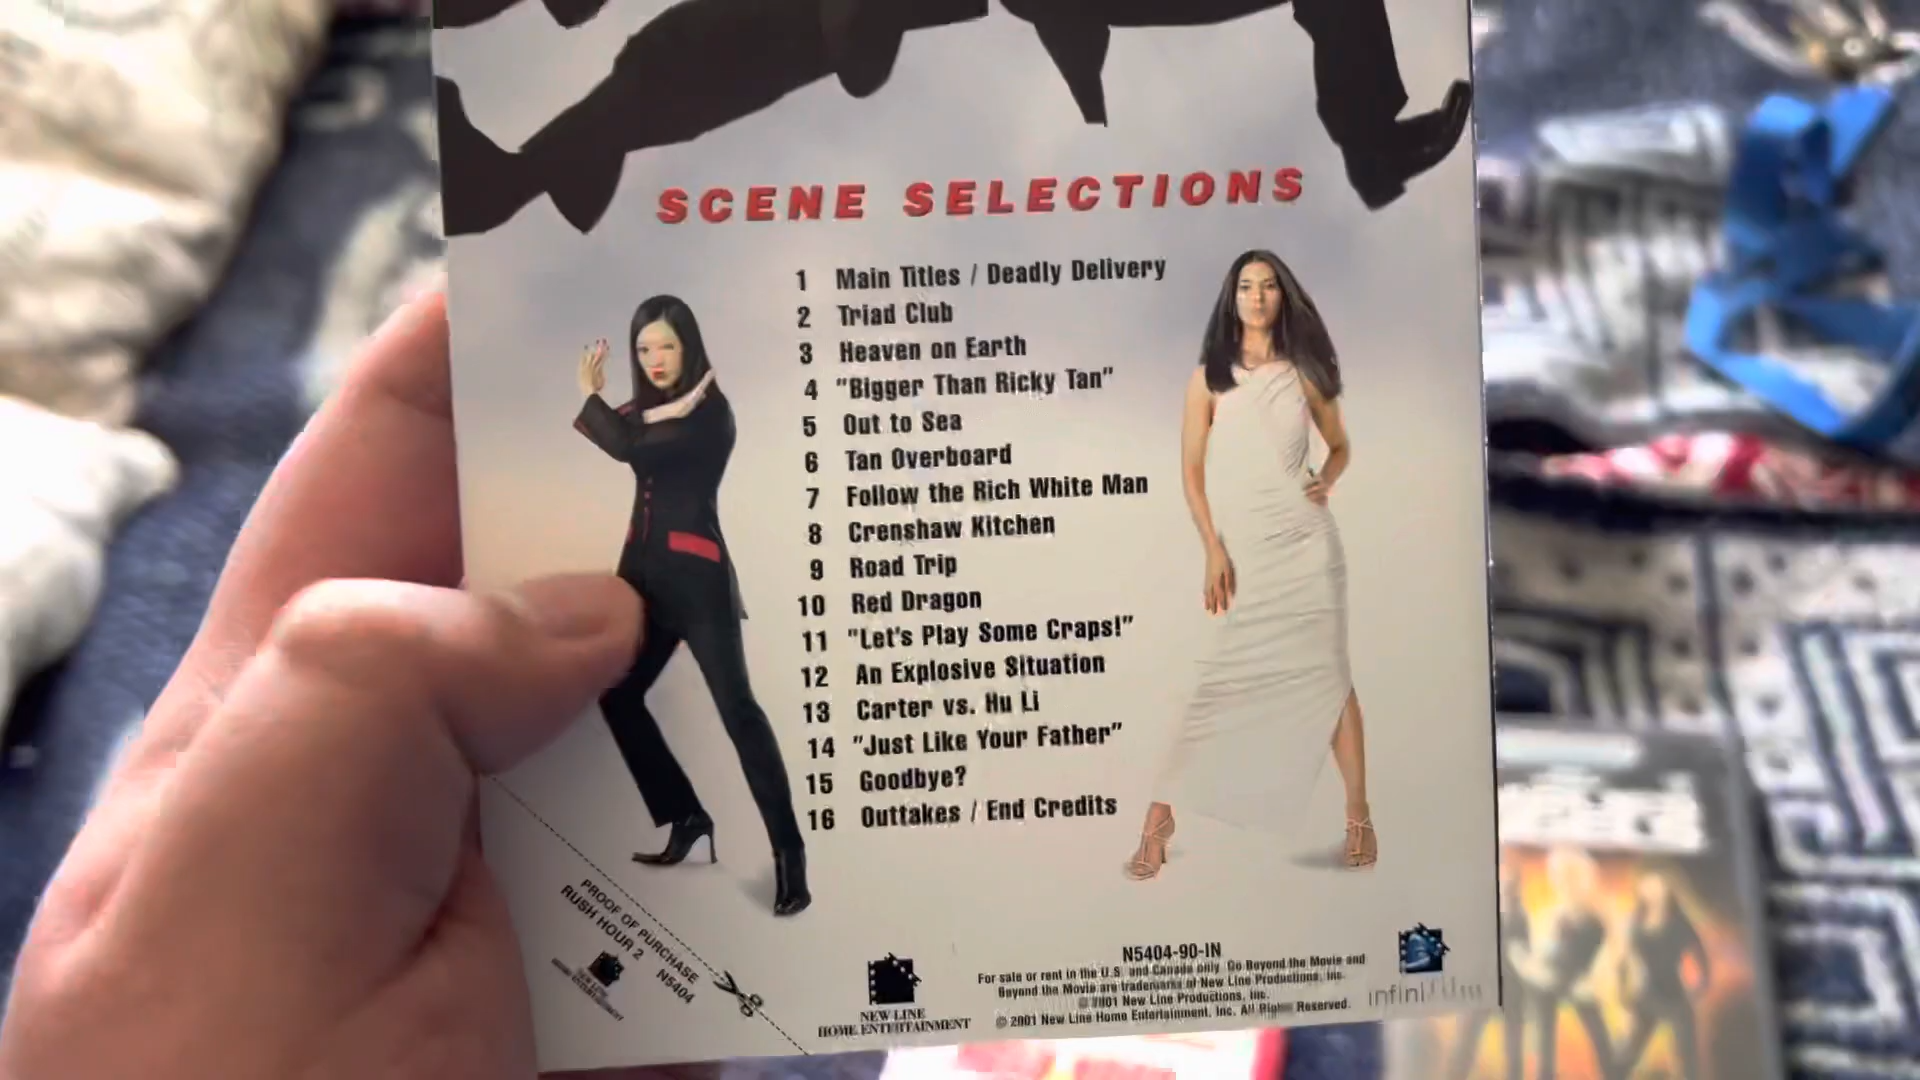 SCENE SELECTIONS
1 Main Titles / Deadly Delivery
2 Triad Club
3 Heaven on Earth
4 "Bigger Than Ricky Tan"
5 Out to Sea
6 Tan Overboard
7 Follow the Rich White Man
8 Crenshaw Kitchen
9 Road Trip
10 Red Dragon
11 "Let's Play Some Craps!"
12 An Explosive Situation
13 Carter vs. Hu Li
14 "Just Like Your Father"
15 Goodbye?
16 Outtakes / End Credits
PROOF OF PURCHASE
RUSH HOUR 2 N5404
NEW LINE
HOME ENTERTAINMENT
N5404-90-IN
For sale or rent in the U.S. and Canada only. Go Beyond the Movie and
Beyond the Movie are trademarks of New Line Productions, Inc.
© 2001 New Line Productions, Inc.
© 2001 New Line Home Entertainment, Inc. All Rights Reserved.
infini